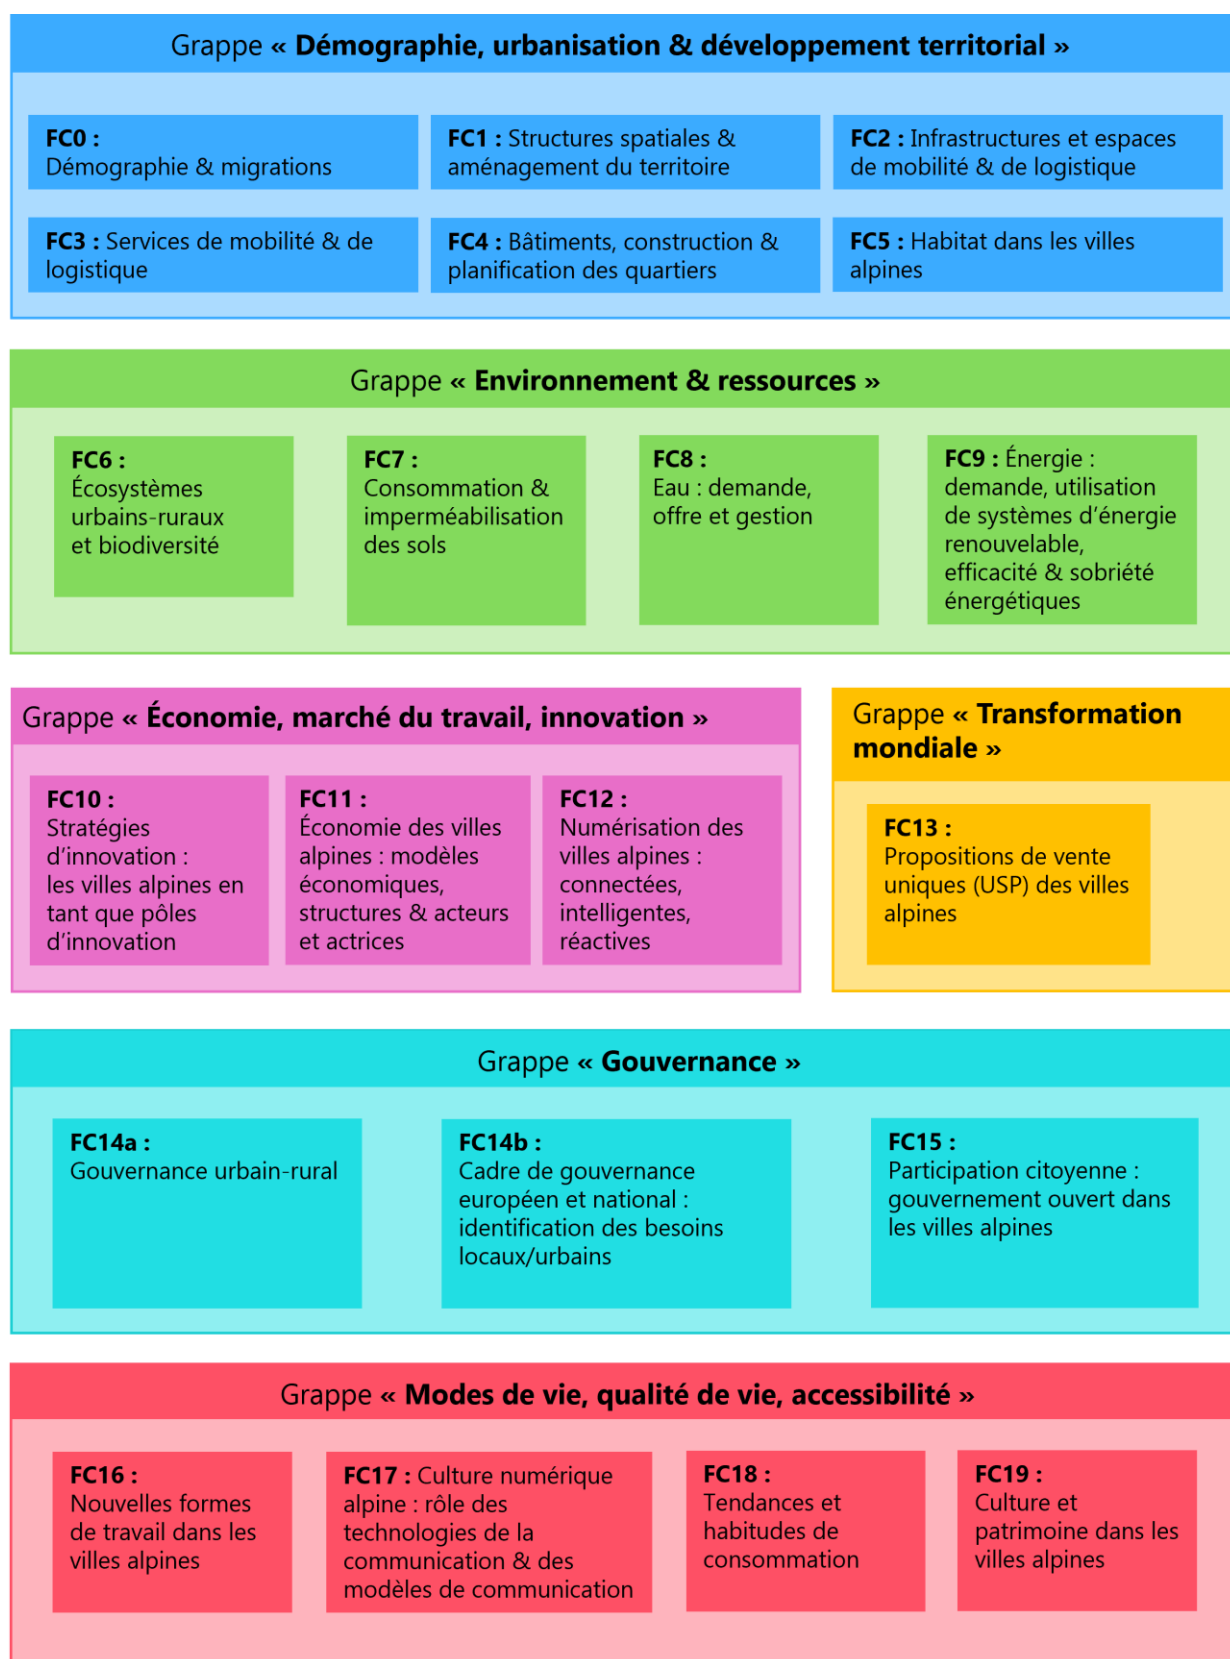 Grappe « Démographie, urbanisation & développement territorial »
FC0 :
Démographie & migrations
FC1 : Structures spatiales &
aménagement du territoire
FC2 : Infrastructures et espaces
de mobilité & de logistique
FC3 : Services de mobilité & de
logistique
FC4 : Bâtiments, construction &
planification des quartiers
FC5 : Habitat dans les villes
alpines
Grappe « Environnement & ressources »
FC6 :
Écosystèmes
urbains-ruraux
et biodiversité
FC7 :
Consommation &
imperméabilisation
des sols
FC8 :
Eau : demande,
offre et gestion
FC9 : Énergie :
demande, utilisation
de systèmes d’énergie
renouvelable,
efficacité & sobriété
énergétiques
Grappe « Économie, marché du travail, innovation »
FC10 :
Stratégies
d’innovation :
les villes alpines en
tant que pôles
d’innovation
FC11 :
Économie des villes
alpines : modèles
économiques,
structures & acteurs
et actrices
FC12 :
Numérisation des
villes alpines :
connectées,
intelligentes,
réactives
Grappe « Transformation
mondiale »
FC13 :
Propositions de vente
uniques (USP) des villes
alpines
Grappe « Gouvernance »
FC14a :
Gouvernance urbain-rural
FC14b :
Cadre de gouvernance
européen et national :
identification des besoins
locaux/urbains
FC15 :
Participation citoyenne :
gouvernement ouvert dans
les villes alpines
Grappe « Modes de vie, qualité de vie, accessibilité »
FC16 :
Nouvelles formes
de travail dans les
villes alpines
FC17 : Culture numérique
alpine : rôle des
technologies de la
communication & des
modèles de communication
FC18 :
Tendances et
habitudes de
consommation
FC19 :
Culture et
patrimoine dans les
villes alpines